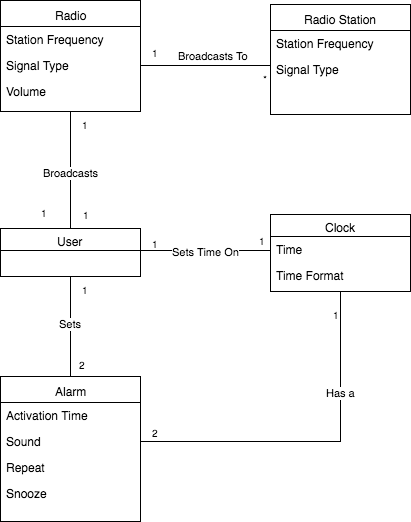 Radio
Station Frequency
Signal Type
Volume
1
Broadcasts To
*
Radio Station
Station Frequency
Signal Type
1
Broadcasts
1
1
User
1
Sets Time On
1
Clock
Time
Time Format
1
Sets
2
1
Has a
2
Alarm
Activation Time
Sound
Repeat
Snooze